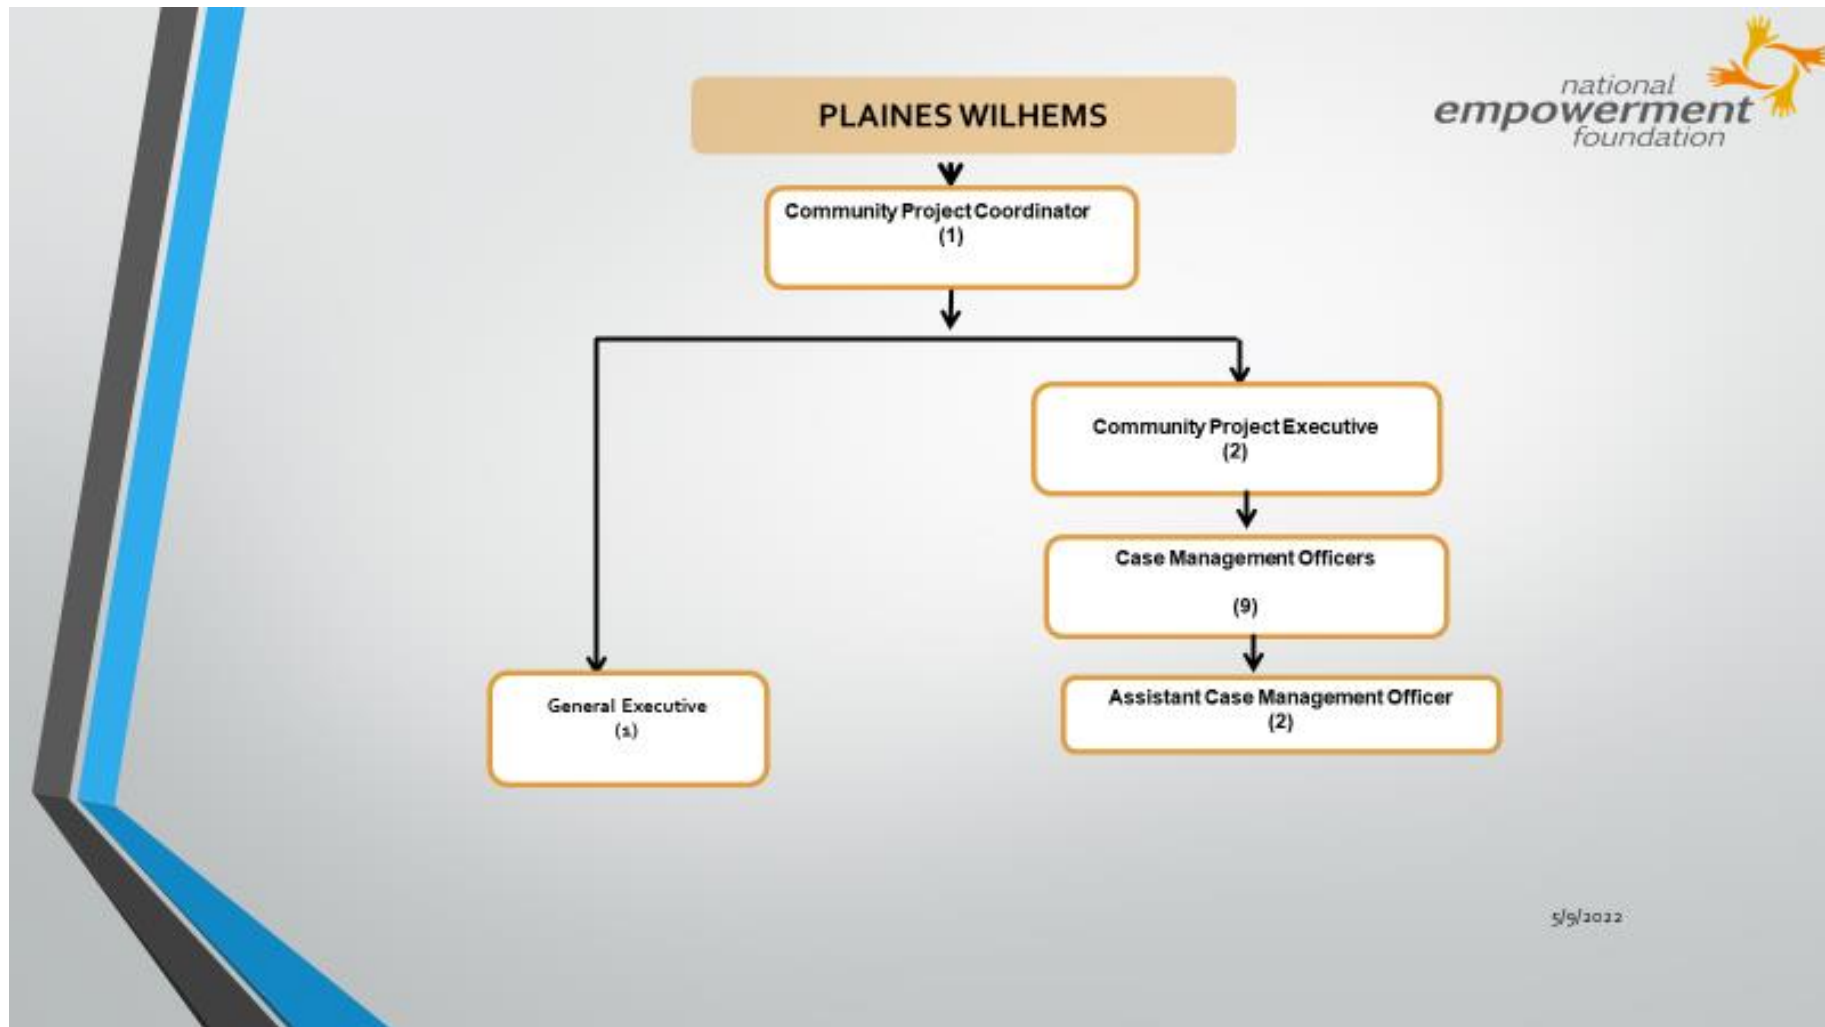 national
empowerment
foundation
PLAINES WILHEMS
Community Project Coordinator
(1)
Community Project Executive
(2)
Case Management Officers
(9)
General Executive
(1)
Assistant Case Management Officer
(2)
5/9/2022